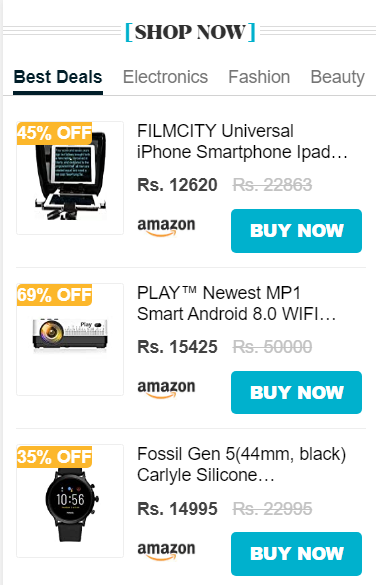 [SHOP NOW]
Best Deals Electronics Fashion Beauty
45% OFF
FILMCITY Universal
iPhone Smartphone Ipad…
Rs. 12620 Rs. 22863
amazon
BUY NOW
69% OFF
Play
PLAY™ Newest MP1
Smart Android 8.0 WIFI…
Rs. 15425 Rs. 50000
amazon
BUY NOW
35% OFF
10:56
Fossil Gen 5(44mm, black)
Carlyle Silicone…
Rs. 14995 Rs. 22995
amazon
BUY NOW